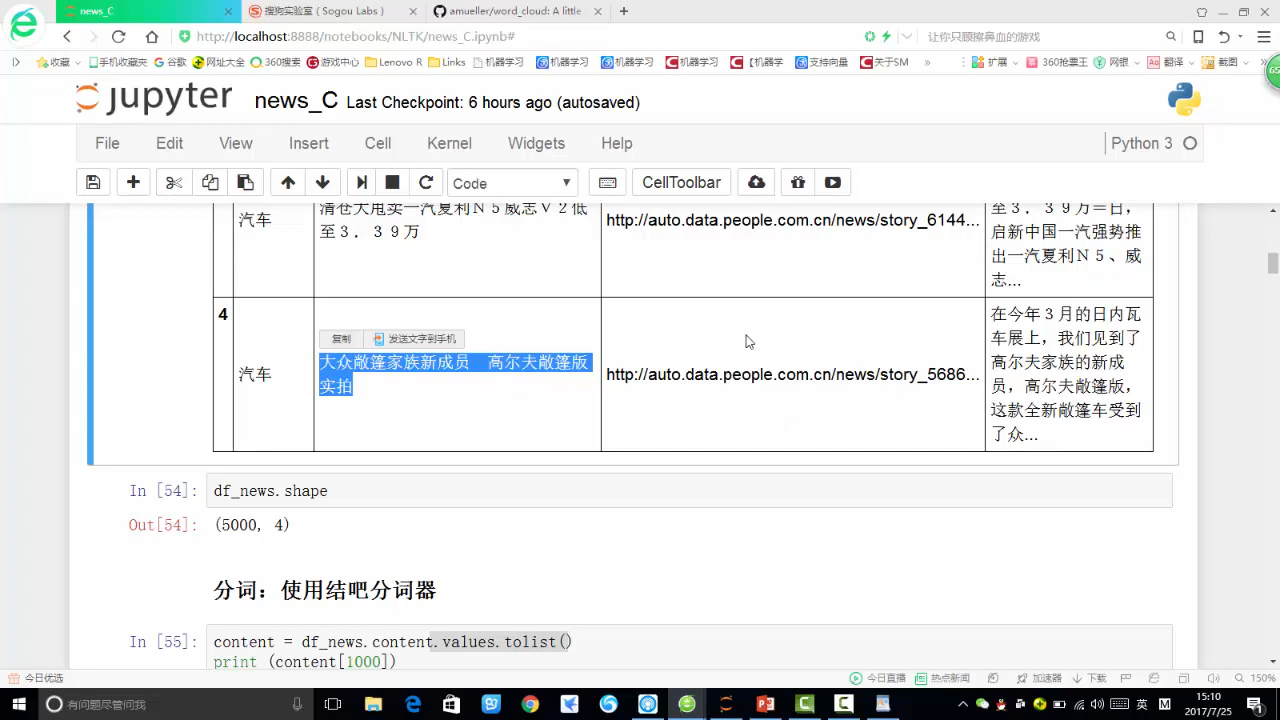 news_C
搜狗实验室 ( Sogou Labs )
amueller/word_cloud: A little
http://localhost:8888/notebooks/NLTK/news_C.ipynb#
让你只顾擦鼻血的游戏
收藏
手机收藏夹
谷歌
网址大全
360搜索
游戏中心
Lenovo R
Links
机器学习
机器学习
机器学习
机器学习
【机器学
支持向量
关于SM
»
扩展
360抢票王
网银
翻译
截图
65
jupyter
news_C Last Checkpoint: 6 hours ago (autosaved)
File Edit View Insert Cell Kernel Widgets Help
Python 3
Code
CellToolbar
汽车
清仓大甩卖一汽夏利Ｎ５威志Ｖ２低
至３．３９万
http://auto.data.people.com.cn/news/story_6144...
至３．３９万＝日，
启新中国一汽强势推
出一汽夏利Ｎ５、威
志...
4
汽车
复制 发送文字到手机
大众敞篷家族新成员　高尔夫敞篷版
实拍
http://auto.data.people.com.cn/news/story_5686...
在今年３月的日内瓦
车展上，我们见到了
高尔夫家族的新成
员，高尔夫敞篷版，
这款全新敞篷车受到
了众...
In [54]: df_news.shape
Out[54]: (5000, 4)
分词：使用结吧分词器
In [55]: content = df_news.content.values.tolist()
print (content[1000])
今日优选
今日直播
热点新闻
加速器
下载
150%
有问题尽管问我
英
M
15:10
2017/7/25
1